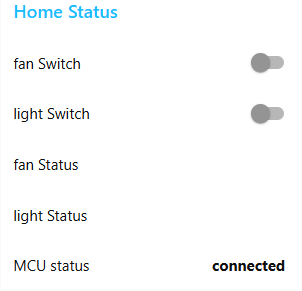 Home Status
fan Switch
light Switch
fan Status
light Status
MCU status connected